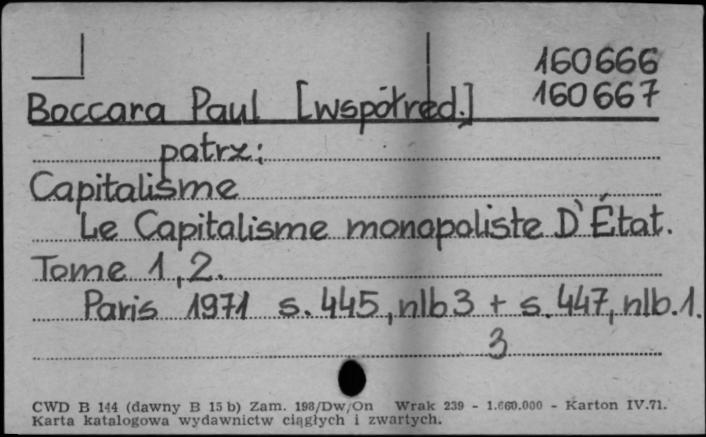 160666
Boccara Paul [współred.] 160667
patrz:
Capitalisme
Le Capitalisme monopoliste D'État.
Tome 1, 2.
Paris 1971 s. 445, nlb 3 + s. 447, nlb. 1.
3
CWD B 144 (dawny B 15 b) Zam. 198/Dw/On Wrak 239 - 1.660.000 - Karton IV.71.
Karta katalogowa wydawnictw ciągłych i zwartych.